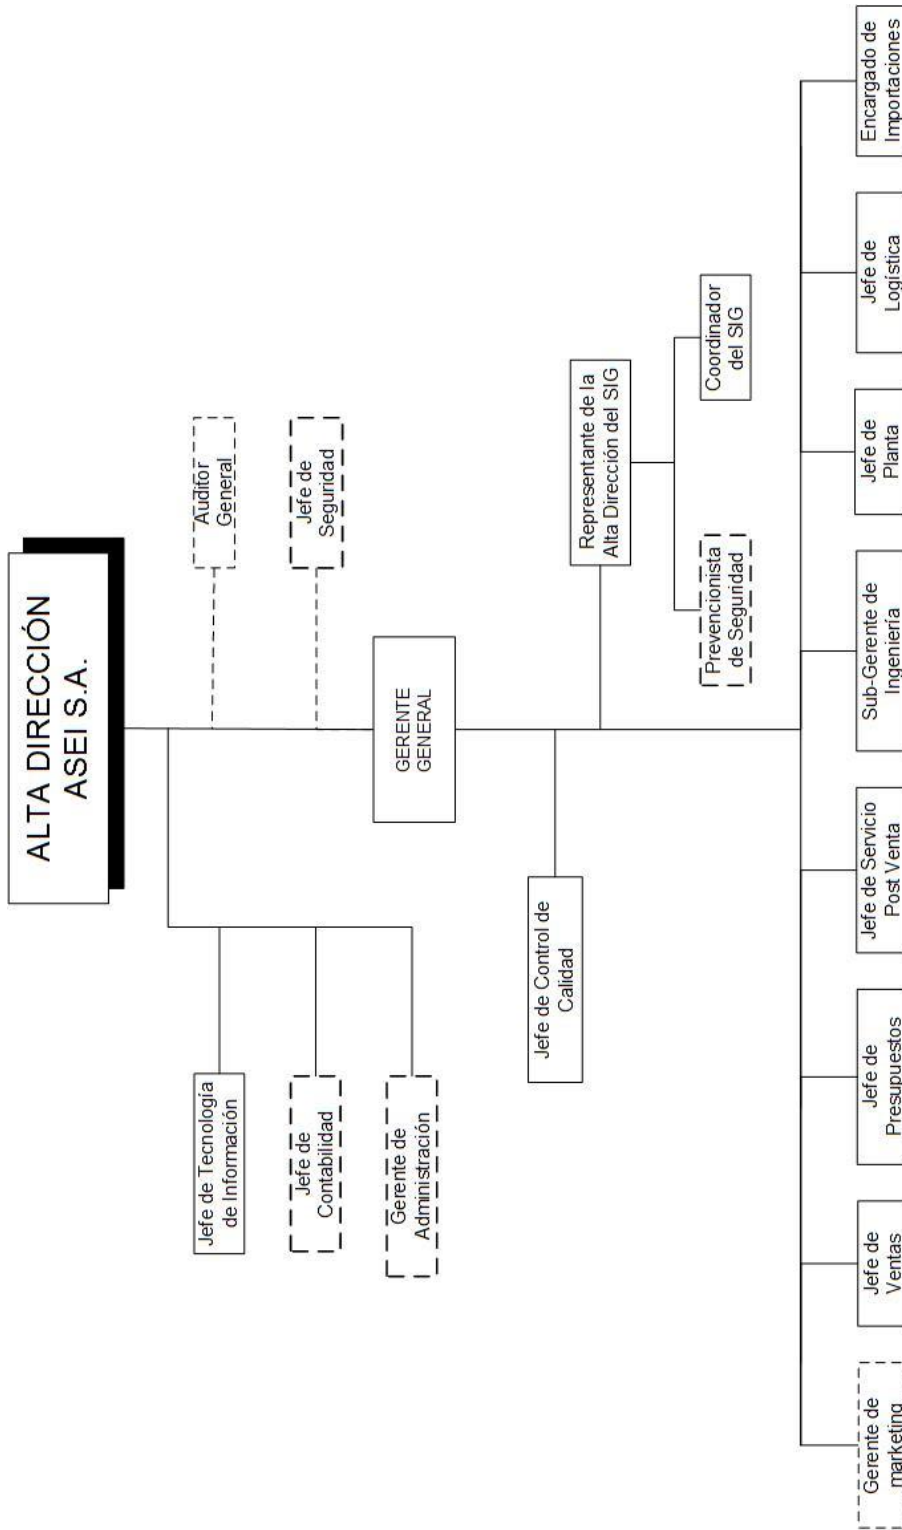 ALTA DIRECCIÓN
ASEI S.A.
Auditor
General
Jefe de
Seguridad
Jefe de Tecnología
de Información
Jefe de
Contabilidad
Gerente de
Administración
GERENTE
GENERAL
Jefe de Control de
Calidad
Representante de la
Alta Dirección del SIG
Prevencionista
de Seguridad
Coordinador
del SIG
Gerente de
marketing
Jefe de
Ventas
Jefe de
Presupuestos
Jefe de Servicio
Post Venta
Sub-Gerente de
Ingeniería
Jefe de
Planta
Jefe de
Logística
Encargado de
Importaciones